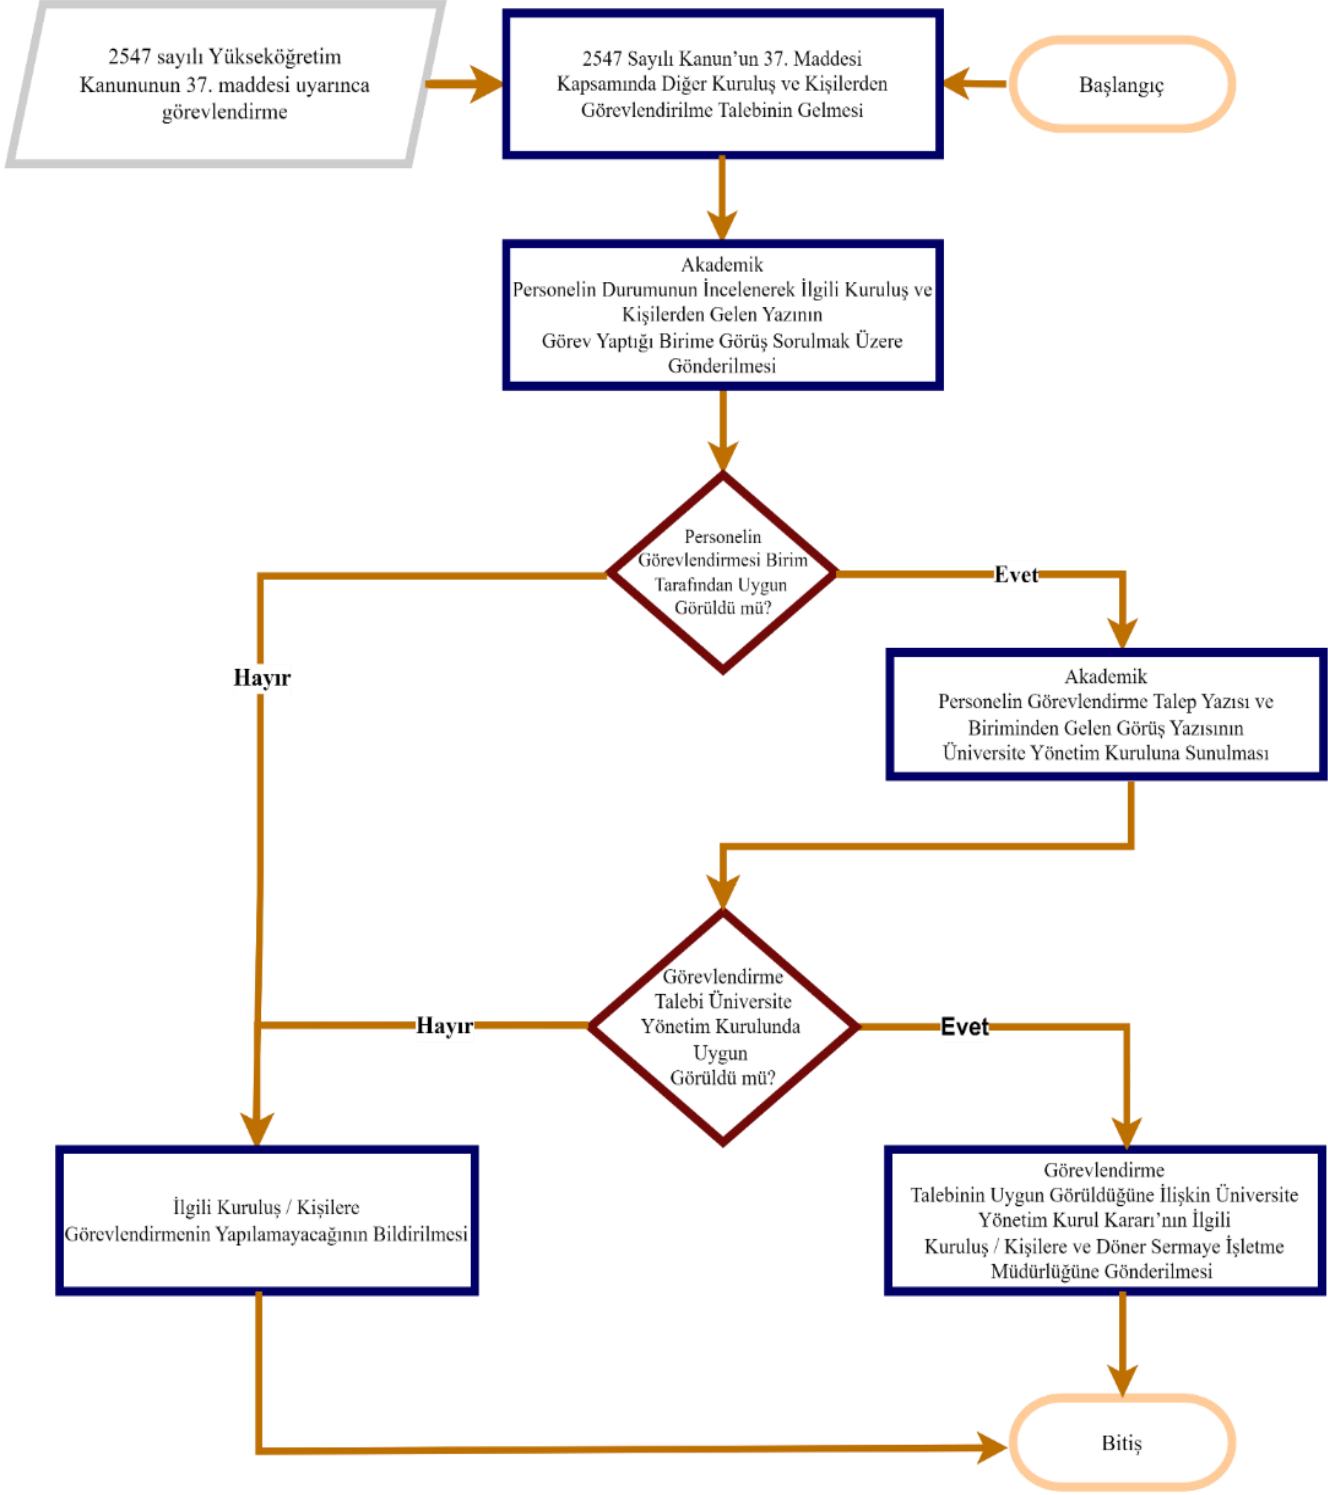 2547 sayılı Yükseköğretim
Kanununun 37. maddesi uyarınca
görevlendirme
2547 Sayılı Kanun’un 37. Maddesi
Kapsamında Diğer Kuruluş ve Kişilerden
Görevlendirilme Talebinin Gelmesi
Başlangıç
Akademik
Personelin Durumunun İncelenerek İlgili Kuruluş ve
Kişilerden Gelen Yazının
Görev Yaptığı Birime Görüş Sorulmak Üzere
Gönderilmesi
Personelin
Görevlendirmesi Birim
Tarafından Uygun
Görüldü mü?
Evet
Hayır
Akademik
Personelin Görevlendirme Talep Yazısı ve
Biriminden Gelen Görüş Yazısının
Üniversite Yönetim Kuruluna Sunulması
Görevlendirme
Talebi Üniversite
Yönetim Kurulunda
Uygun
Görüldü mü?
Hayır
Evet
İlgili Kuruluş / Kişilere
Görevlendirmenin Yapılamayacağının Bildirilmesi
Görevlendirme
Talebinin Uygun Görüldüğüne İlişkin Üniversite
Yönetim Kurul Kararı’nın İlgili
Kuruluş / Kişilere ve Döner Sermaye İşletme
Müdürlüğüne Gönderilmesi
Bitiş